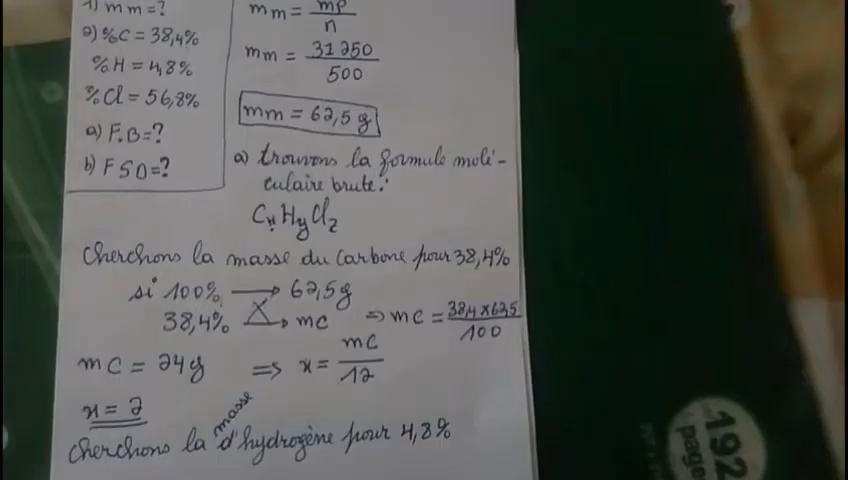 1) mm = ?
2) %C = 38,4%
%H = 4,8%
%Cl = 56,8%
a) F.B = ?
b) FSD = ?
mm = mp / n
mm = 31250 / 500
mm = 62,5 g
a) trouvons la formule molé-
culaire brute :
CxHyClz
Cherchons la masse du carbone pour 38,4%
si 100% → 62,5g
38,4% → mc => mc = 38,4 x 62,5 / 100
mc = 24g => x = mc / 12
x = 2
Cherchons la masse d'hydrogène pour 4,8%
192
page